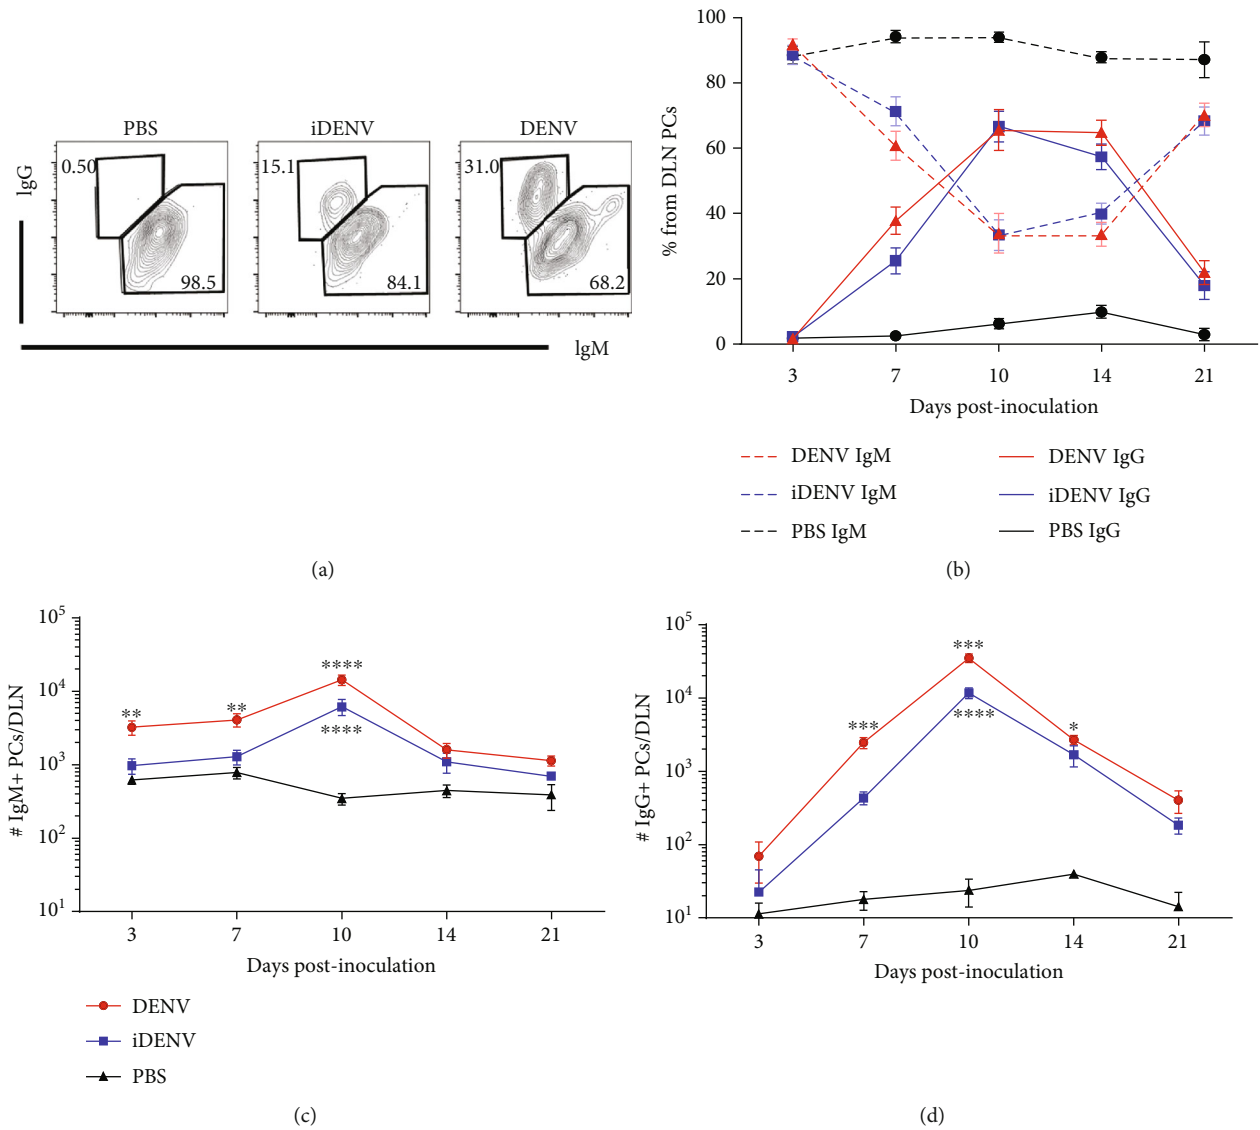 PBS
iDENV
DENV
IgG
0.50
98.5
15.1
84.1
31.0
68.2
IgM
(a)
% from DLN PCs
100
80
60
40
20
0
3 7 10 14 21
Days post-inoculation
DENV IgM
DENV IgG
iDENV IgM
iDENV IgG
PBS IgM
PBS IgG
(b)
# IgM+ PCs/DLN
10^5
10^4
10^3
10^2
10^1
** ** **** ****
3 7 10 14 21
Days post-inoculation
DENV
iDENV
PBS
(c)
# IgG+ PCs/DLN
10^5
10^4
10^3
10^2
10^1
*** *** **** *
3 7 10 14 21
Days post-inoculation
(d)